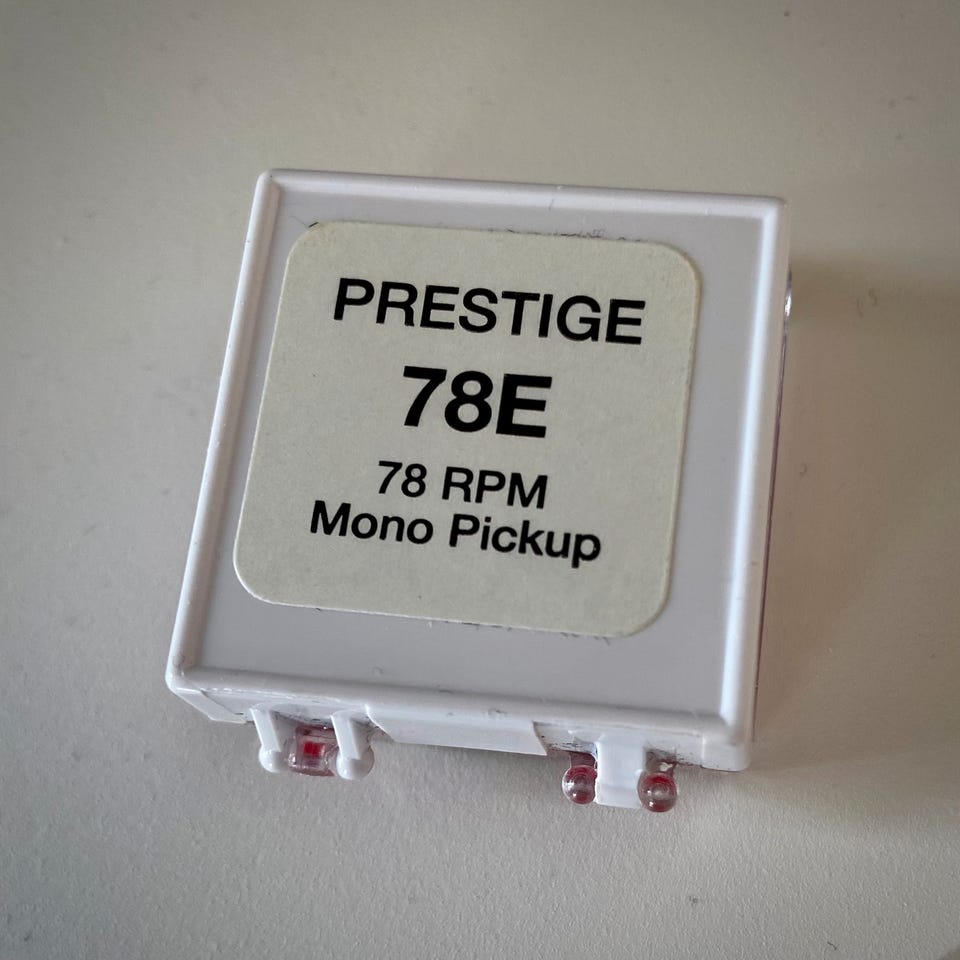 PRESTIGE
78E
78 RPM
Mono Pickup